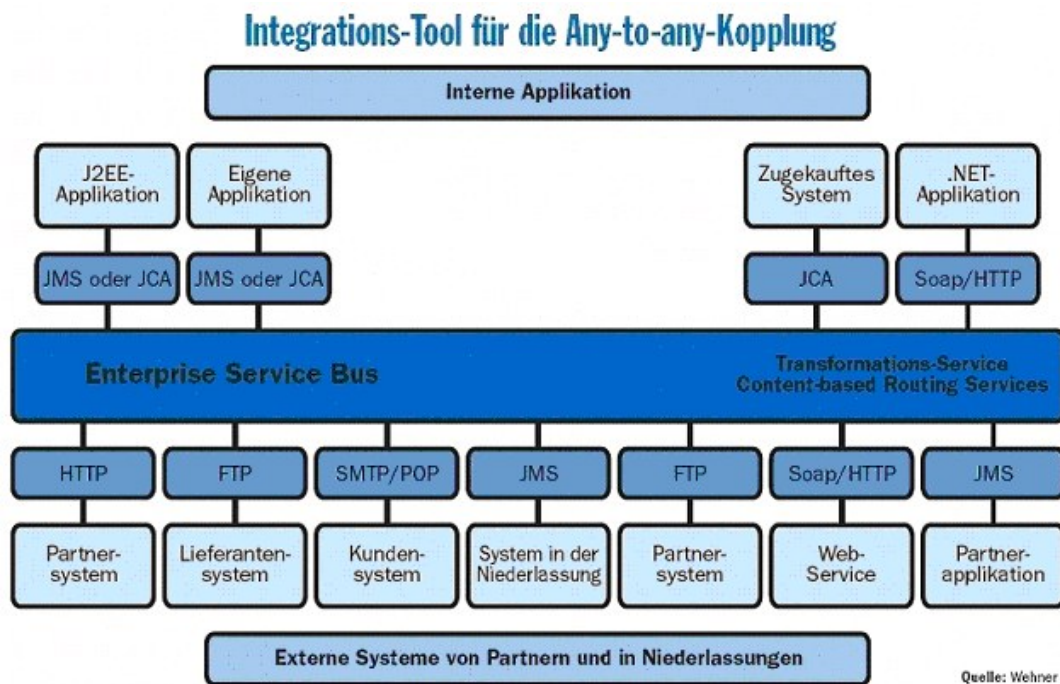 Integrations-Tool für die Any-to-any-Kopplung
Interne Applikation
J2EE-
Applikation
Eigene
Applikation
Zugekauftes
System
.NET-
Applikation
JMS oder JCA
JMS oder JCA
JCA
Soap/HTTP
Enterprise Service Bus
Transformations-Service
Content-based Routing Services
HTTP
FTP
SMTP/POP
JMS
FTP
Soap/HTTP
JMS
Partner-
system
Lieferanten-
system
Kunden-
system
System in der
Niederlassung
Partner-
system
Web-
Service
Partner-
applikation
Externe Systeme von Partnern und in Niederlassungen
Quelle: Wehner